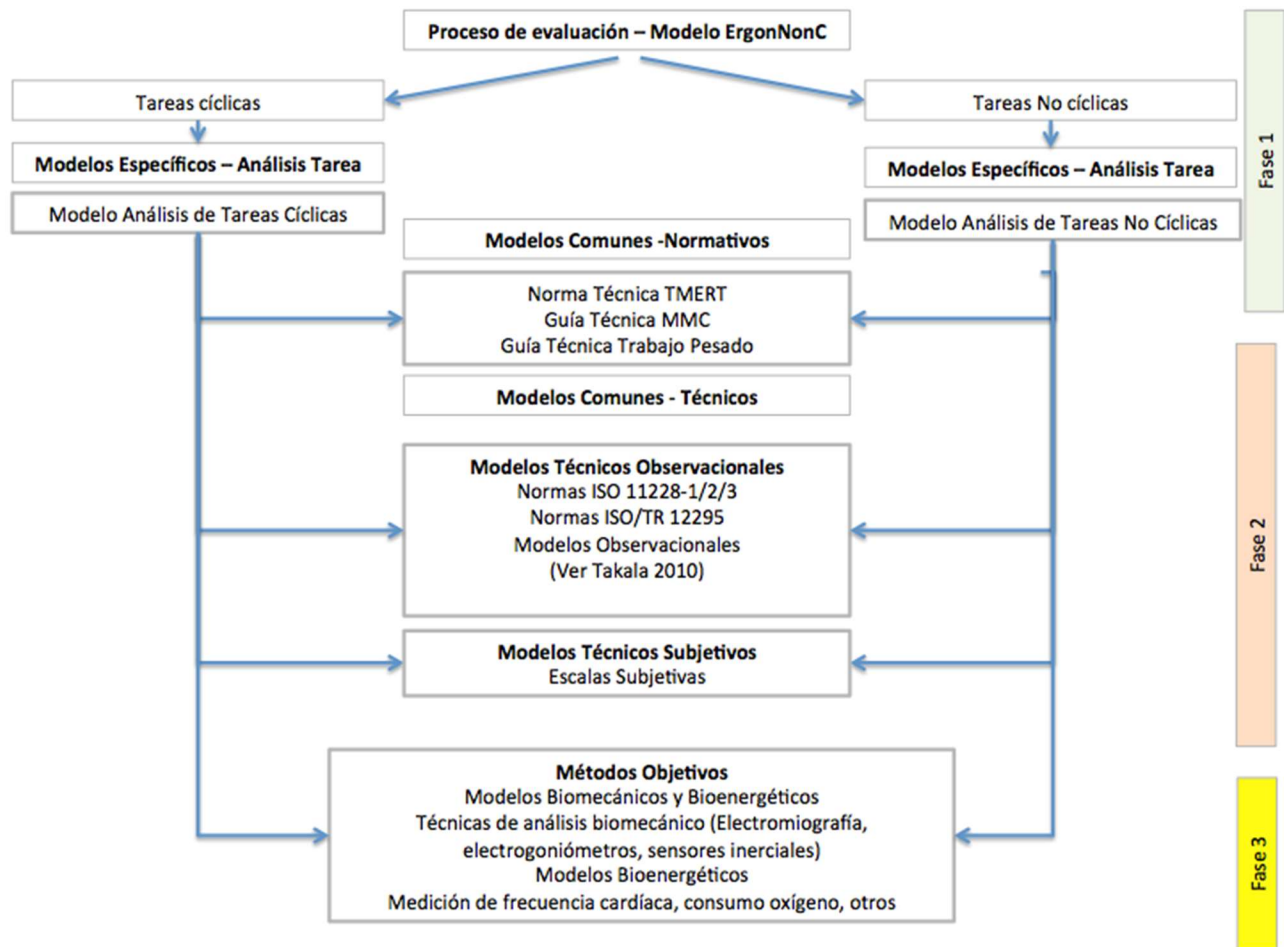 Proceso de evaluación – Modelo ErgonNonC
Tareas cíclicas
Tareas No cíclicas
Modelos Específicos – Análisis Tarea
Modelos Específicos – Análisis Tarea
Modelo Análisis de Tareas Cíclicas
Modelo Análisis de Tareas No Cíclicas
Fase 1
Modelos Comunes -Normativos
Norma Técnica TMERT
Guía Técnica MMC
Guía Técnica Trabajo Pesado
Modelos Comunes - Técnicos
Modelos Técnicos Observacionales
Normas ISO 11228-1/2/3
Normas ISO/TR 12295
Modelos Observacionales
(Ver Takala 2010)
Fase 2
Modelos Técnicos Subjetivos
Escalas Subjetivas
Métodos Objetivos
Modelos Biomecánicos y Bioenergéticos
Técnicas de análisis biomecánico (Electromiografía,
electrogoniómetros, sensores inerciales)
Modelos Bioenergéticos
Medición de frecuencia cardíaca, consumo oxígeno, otros
Fase 3